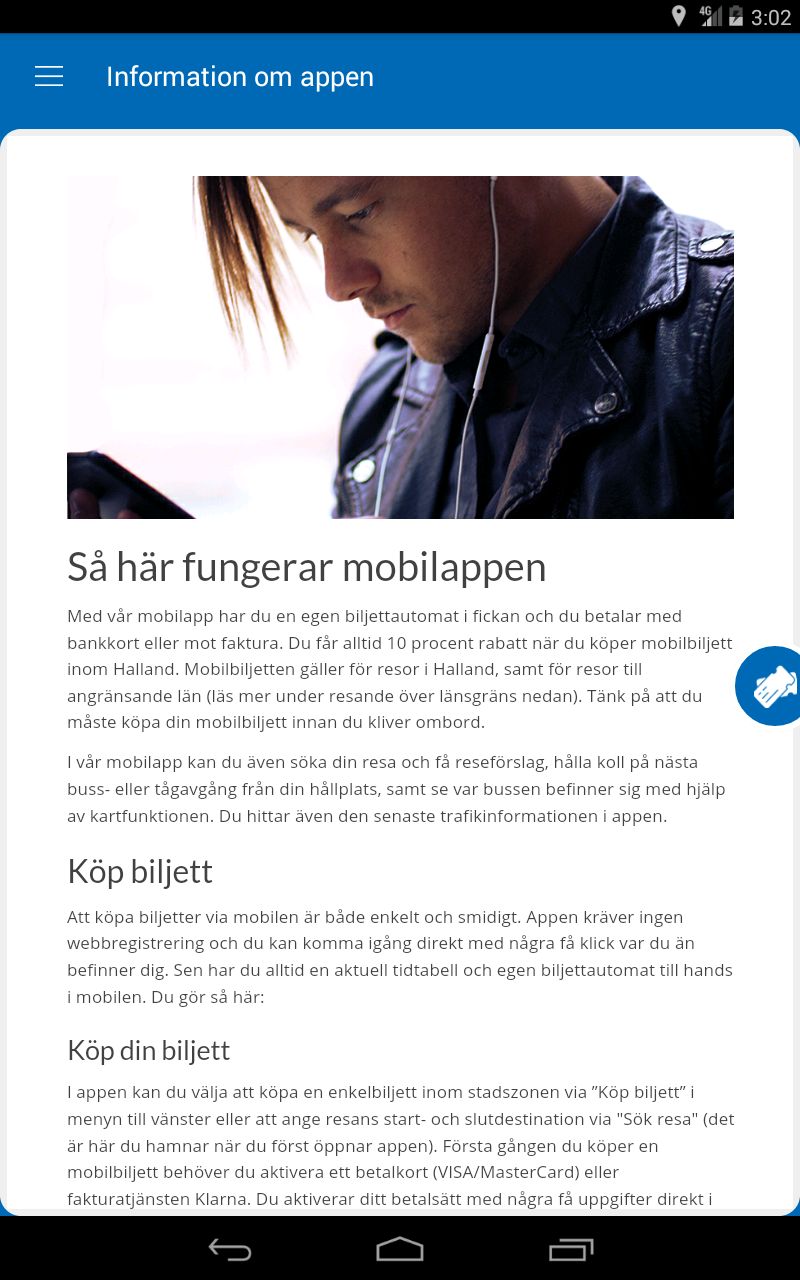 4G 3:02
Information om appen
Så här fungerar mobilappen
Med vår mobilapp har du en egen biljettautomat i fickan och du betalar med
bankkort eller mot faktura. Du får alltid 10 procent rabatt när du köper mobilbiljett
inom Halland. Mobilbiljetten gäller för resor i Halland, samt för resor till
angränsande län (läs mer under resande över länsgräns nedan). Tänk på att du
måste köpa din mobilbiljett innan du kliver ombord.
I vår mobilapp kan du även söka din resa och få reseförslag, hålla koll på nästa
buss- eller tågavgång från din hållplats, samt se var bussen befinner sig med hjälp
av kartfunktionen. Du hittar även den senaste trafikinformationen i appen.
Köp biljett
Att köpa biljetter via mobilen är både enkelt och smidigt. Appen kräver ingen
webbregistrering och du kan komma igång direkt med några få klick var du än
befinner dig. Sen har du alltid en aktuell tidtabell och egen biljettautomat till hands
i mobilen. Du gör så här:
Köp din biljett
I appen kan du välja att köpa en enkelbiljett inom stadszonen via ”Köp biljett” i
menyn till vänster eller att ange resans start- och slutdestination via "Sök resa" (det
är här du hamnar när du först öppnar appen). Första gången du köper en
mobilbiljett behöver du aktivera ett betalkort (VISA/MasterCard) eller
fakturatjänsten Klarna. Du aktiverar ditt betalsätt med några få uppgifter direkt i